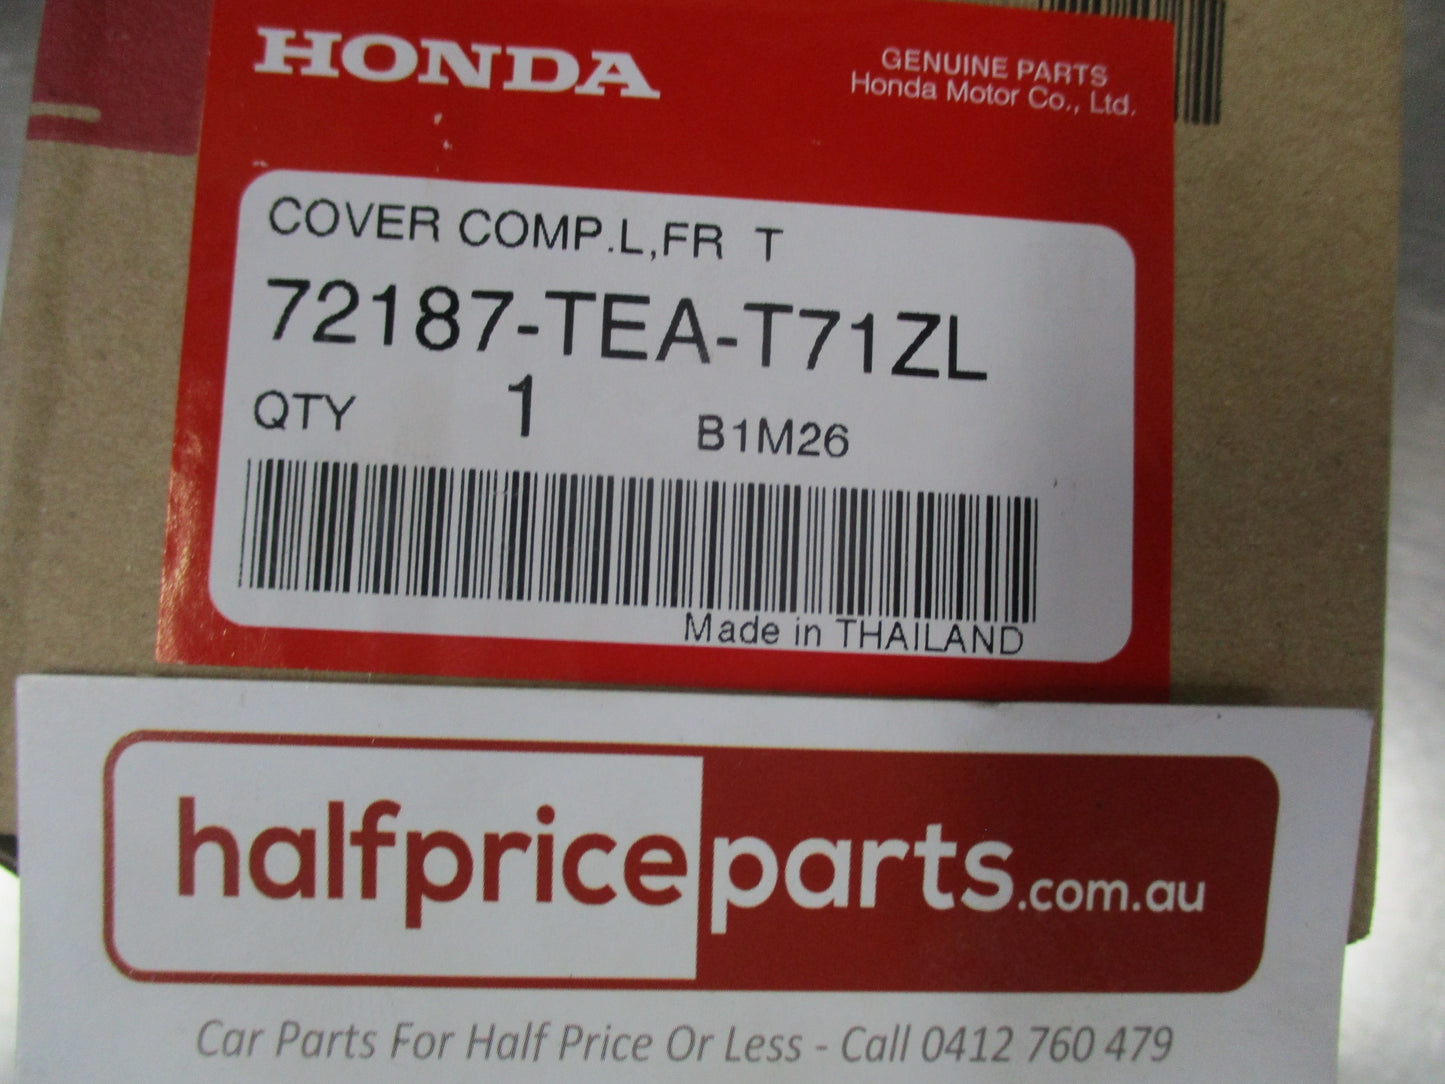 HONDA
GENUINE PARTS
Honda Motor Co., Ltd.
COVER COMP.L,FR T
72187-TEA-T71ZL
QTY 1 B1M26
Made in THAILAND
halfpriceparts.com.au
Car Parts For Half Price Or Less - Call 0412 760 479